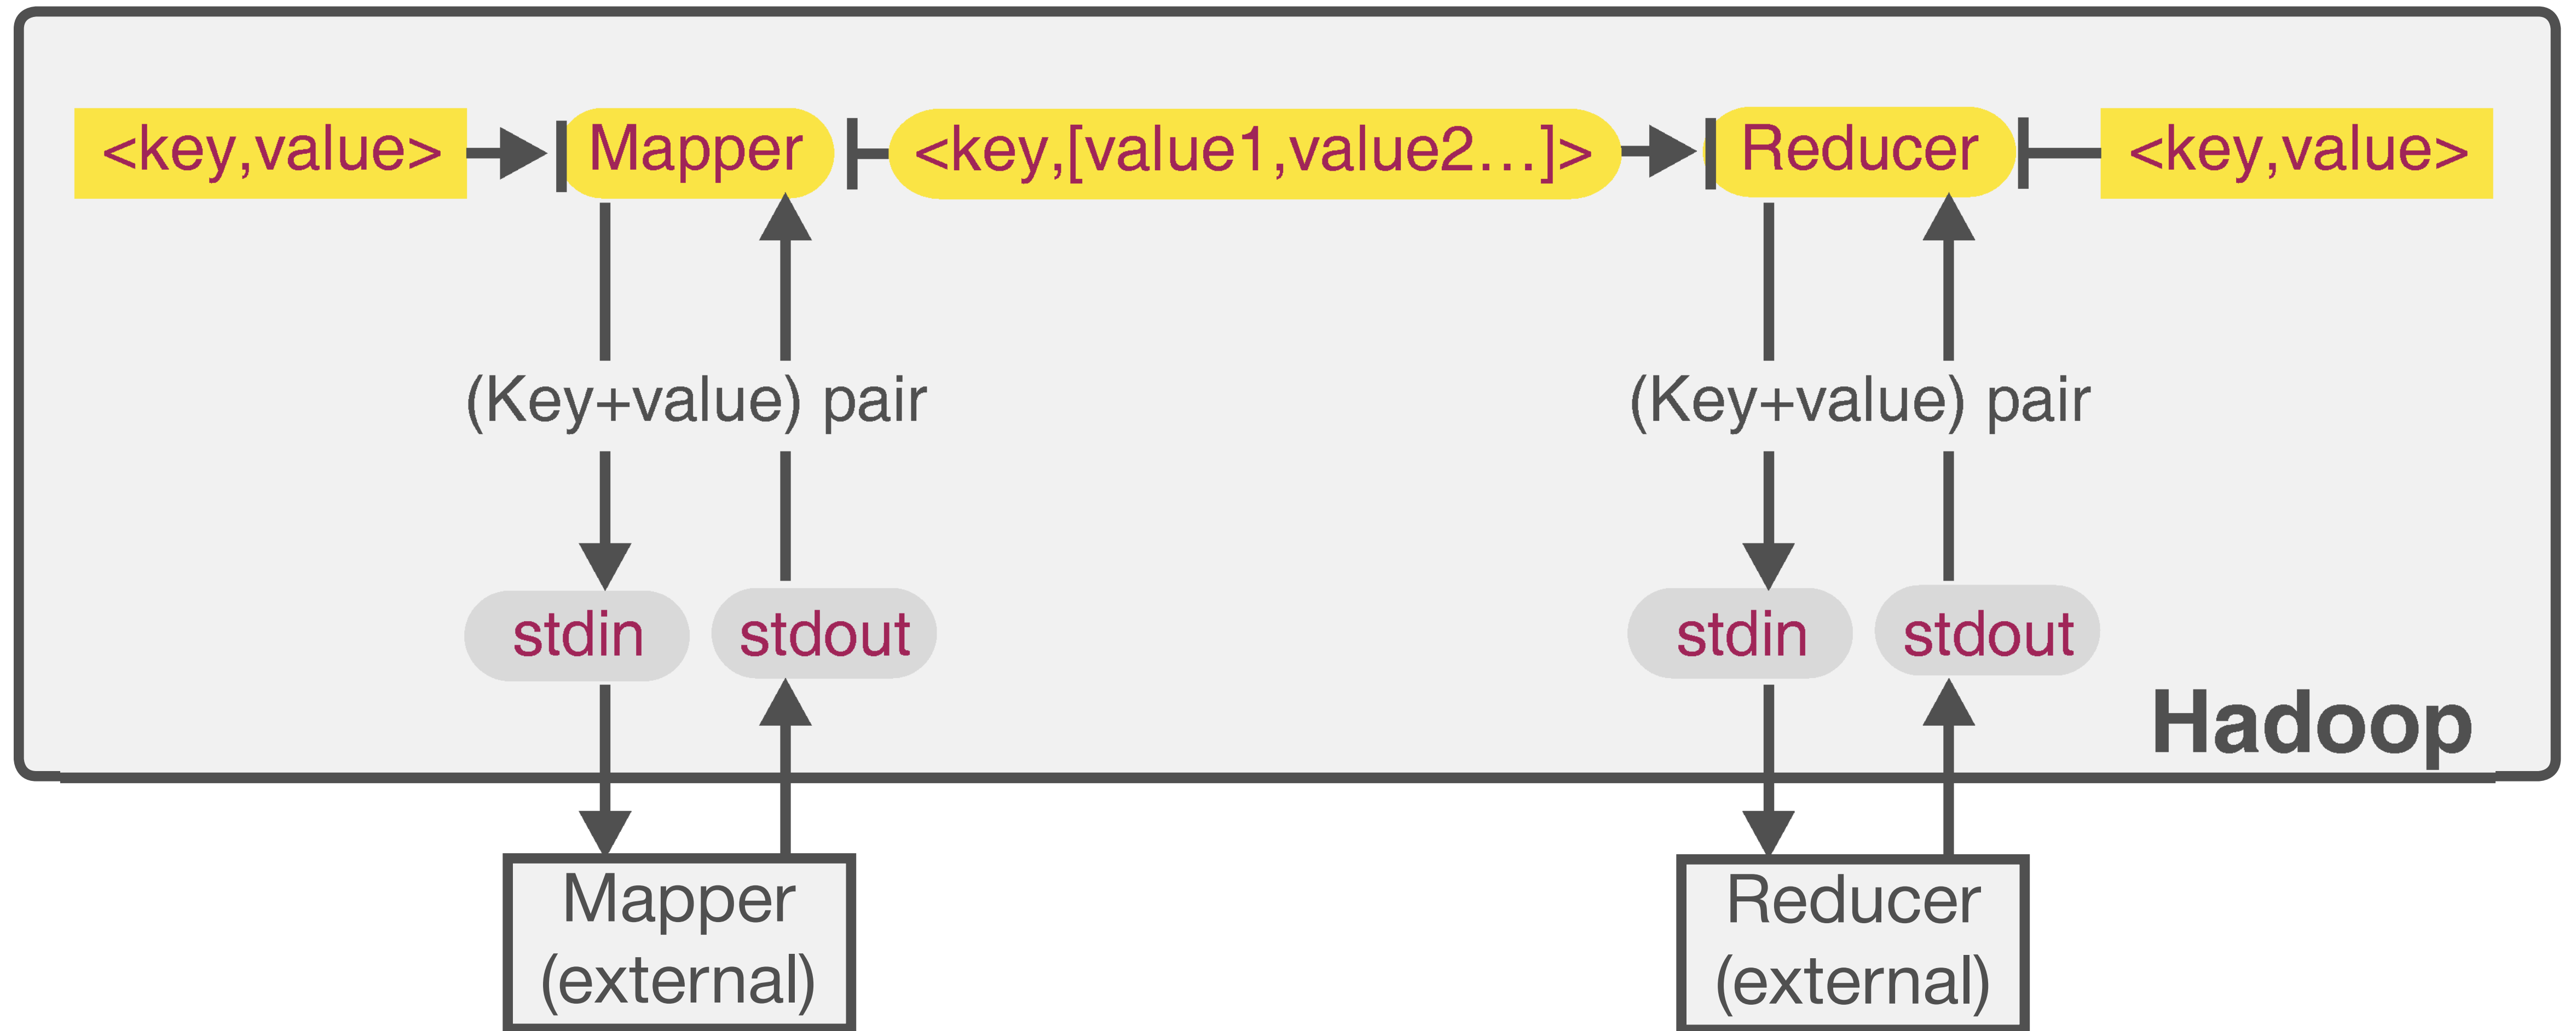 <key,value>
Mapper
<key,[value1,value2...]>
Reducer
<key,value>
(Key+value) pair
(Key+value) pair
stdin
stdout
stdin
stdout
Hadoop
Mapper
(external)
Reducer
(external)